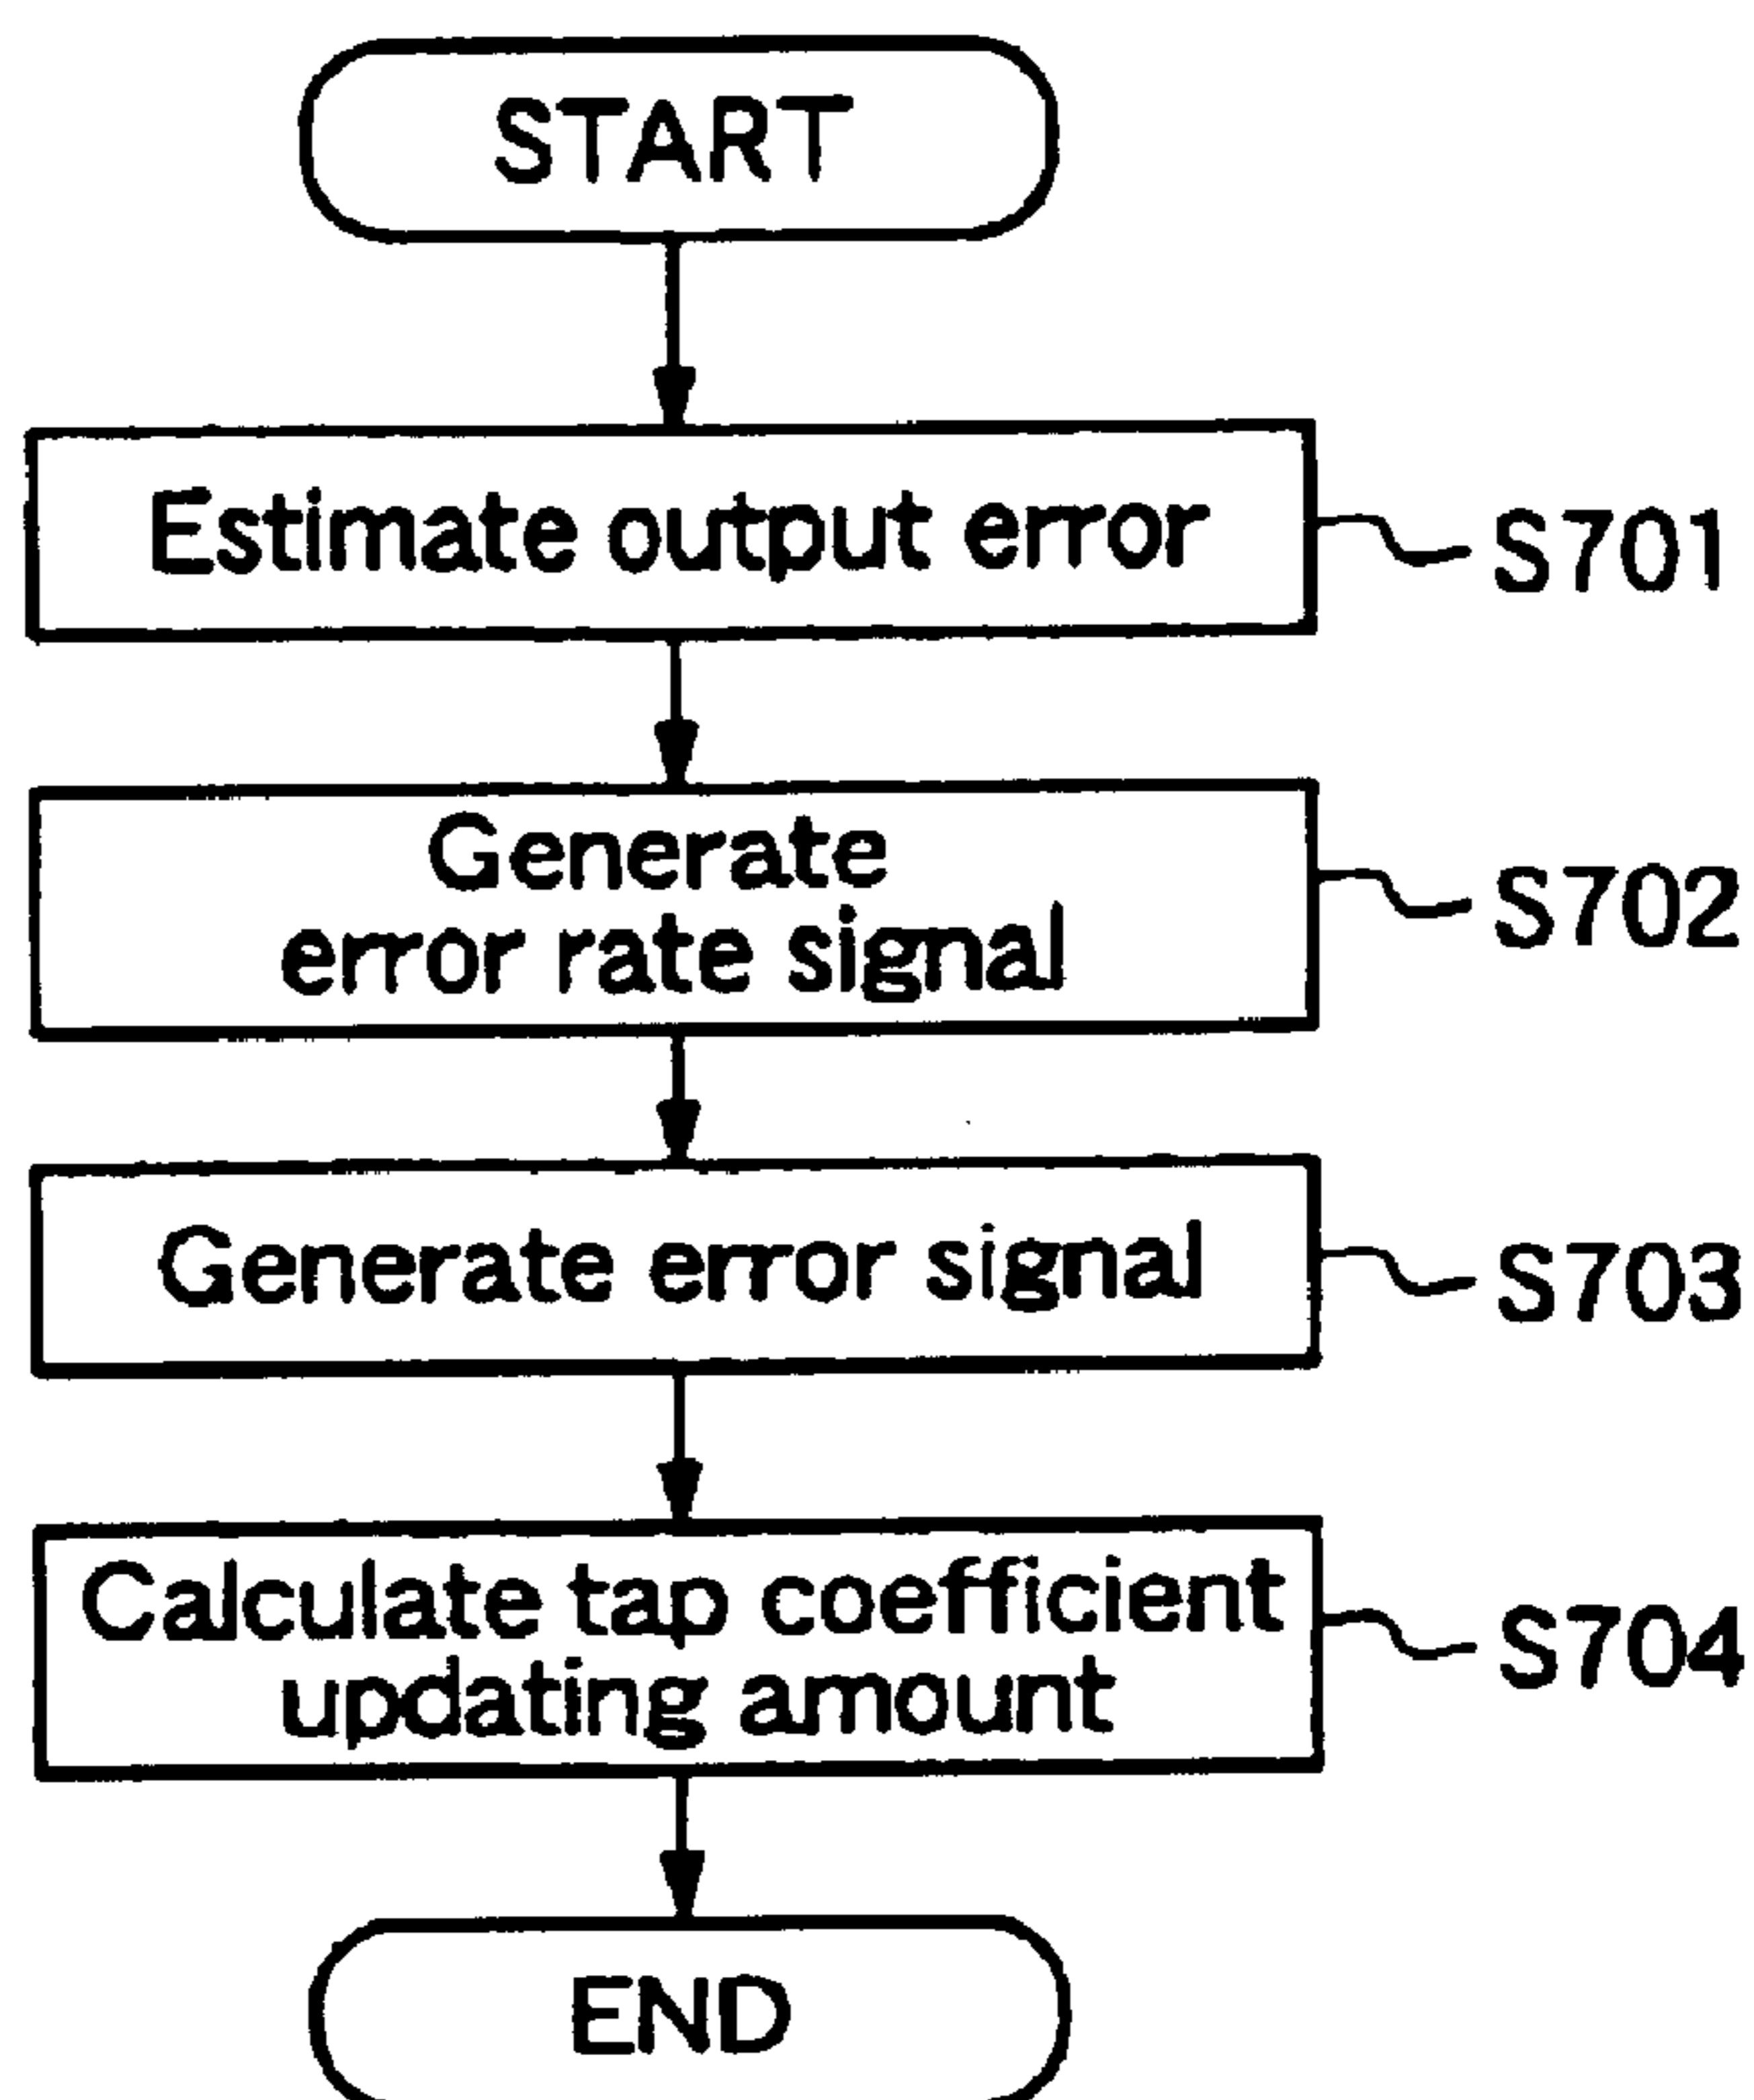 START
Estimate output error
S701
Generate
error rate signal
S702
Generate error signal
S703
Calculate tap coefficient
updating amount
S704
END